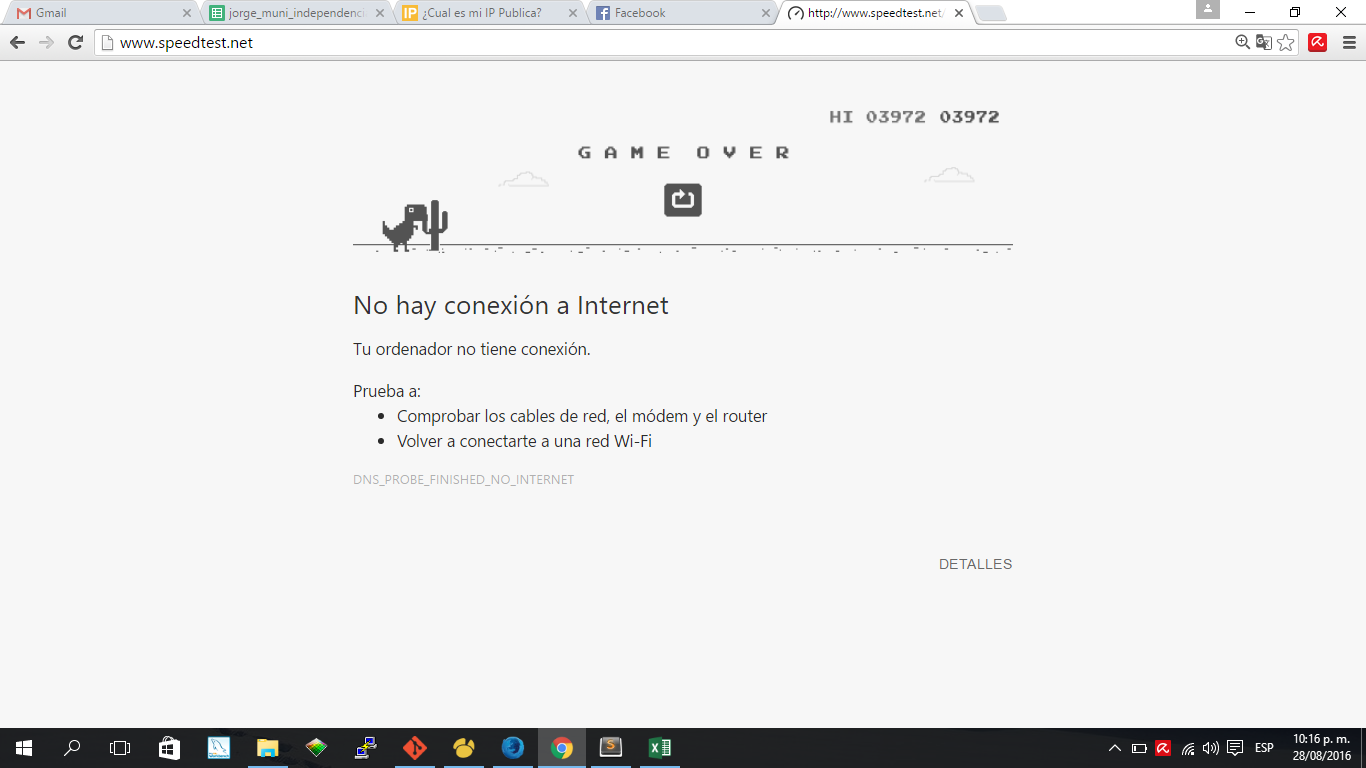 Gmail
jorge_muni_independenci
IP
¿Cual es mi IP Publica?
Facebook
http://www.speedtest.net/
www.speedtest.net
HI 03972 03972
GAME OVER
No hay conexión a Internet
Tu ordenador no tiene conexión.
Prueba a:
Comprobar los cables de red, el módem y el router
Volver a conectarte a una red Wi-Fi
DNS_PROBE_FINISHED_NO_INTERNET
DETALLES
ESP
10:16 p. m.
28/08/2016